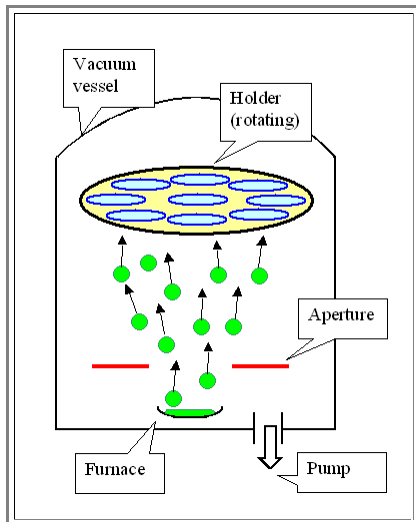 Vacuum
vessel
Holder
(rotating)
Aperture
Furnace
Pump